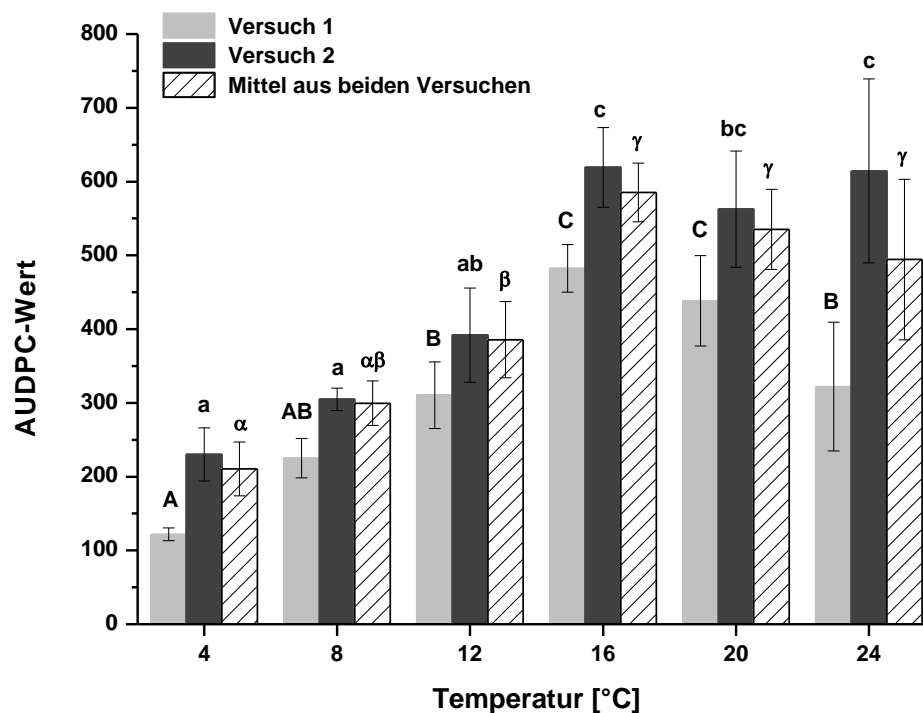 Versuch 1
Versuch 2
Mittel aus beiden Versuchen
AUDPC-Wert
800
700
600
500
400
300
200
100
0
A a α
AB a αβ
B ab β
C c γ
C bc γ
B c γ
4 8 12 16 20 24
Temperatur [°C]